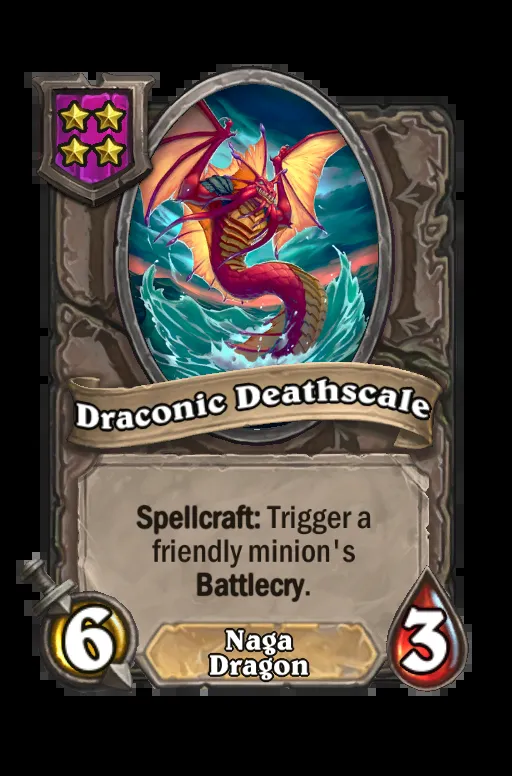 Draconic Deathscale
Spellcraft: Trigger a
friendly minion's
Battlecry.
6
Naga
Dragon
3